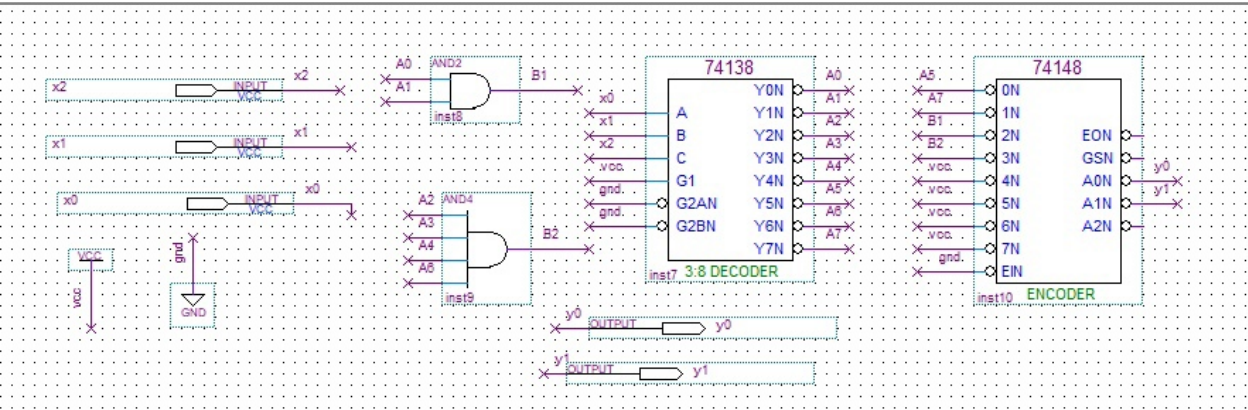 x2 INPUT VCC x2
x1 INPUT VCC x1
x0 INPUT VCC x0
VCC
vcc
gnd
GND
A0 AND2 B1
A1
inst8
A2 AND4
A3
A4 B2
A6
inst9
74138
x0 A Y0N A0
x1 B Y1N A1
x2 C Y2N A2
vcc. G1 Y3N A3
gnd. G2AN Y4N A4
gnd. G2BN Y5N A5
Y6N A6
Y7N A7
inst7 3:8 DECODER
74148
A5 0N
A7 1N
B1 2N EON
B2 3N GSN
.vcc. 4N A0N y0
.vcc. 5N A1N y1
.vcc. 6N A2N
.vcc. 7N
gnd. EIN
inst10 ENCODER
y0 OUTPUT y0
y1 OUTPUT y1